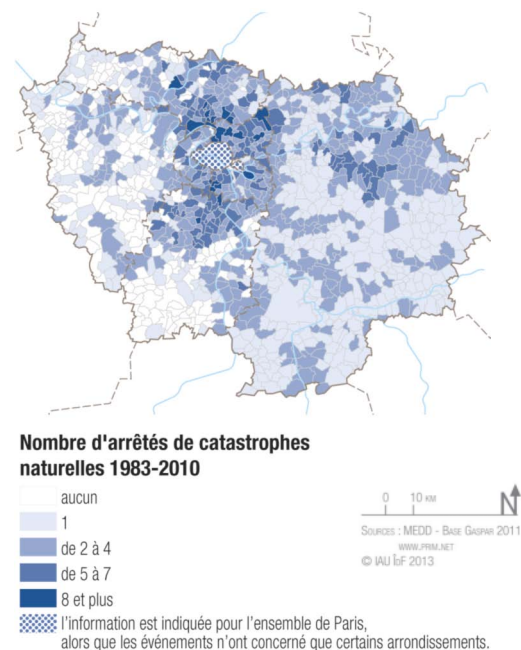 Nombre d'arrêtés de catastrophes
naturelles 1983-2010
aucun
1
de 2 à 4
de 5 à 7
8 et plus
l'information est indiquée pour l'ensemble de Paris,
alors que les événements n'ont concerné que certains arrondissements.
0 10 KM
N
SOURCES : MEDD - BASE GASPAR 2011
WWW.PRIM.NET
© IAU ÎDF 2013